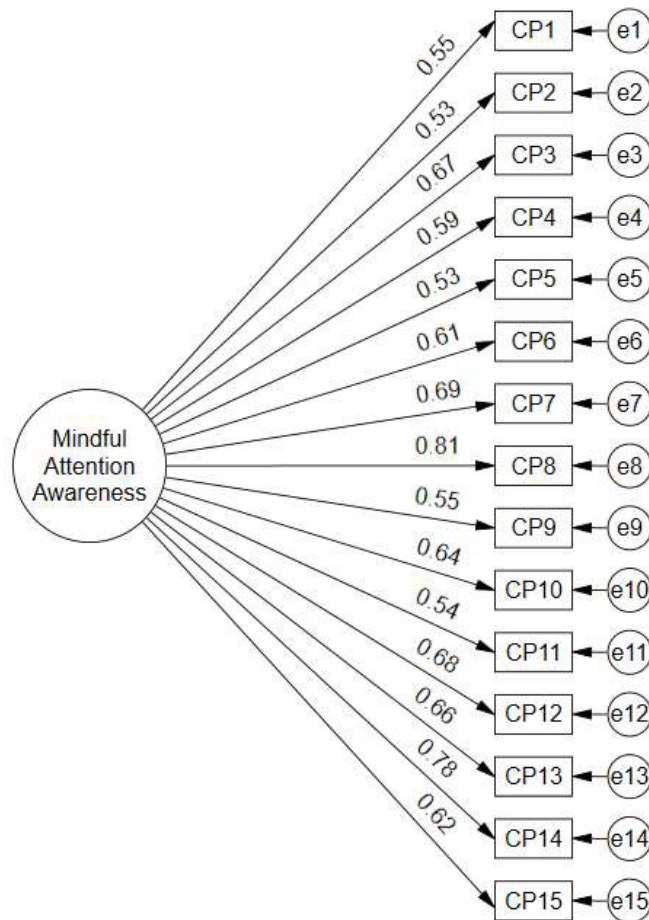 0.55 CP1 e1
0.53 CP2 e2
0.67 CP3 e3
0.59 CP4 e4
0.53 CP5 e5
0.61 CP6 e6
0.69 CP7 e7
Mindful
Attention
Awareness
0.81 CP8 e8
0.55 CP9 e9
0.64 CP10 e10
0.54 CP11 e11
0.68 CP12 e12
0.66 CP13 e13
0.78 CP14 e14
0.62 CP15 e15